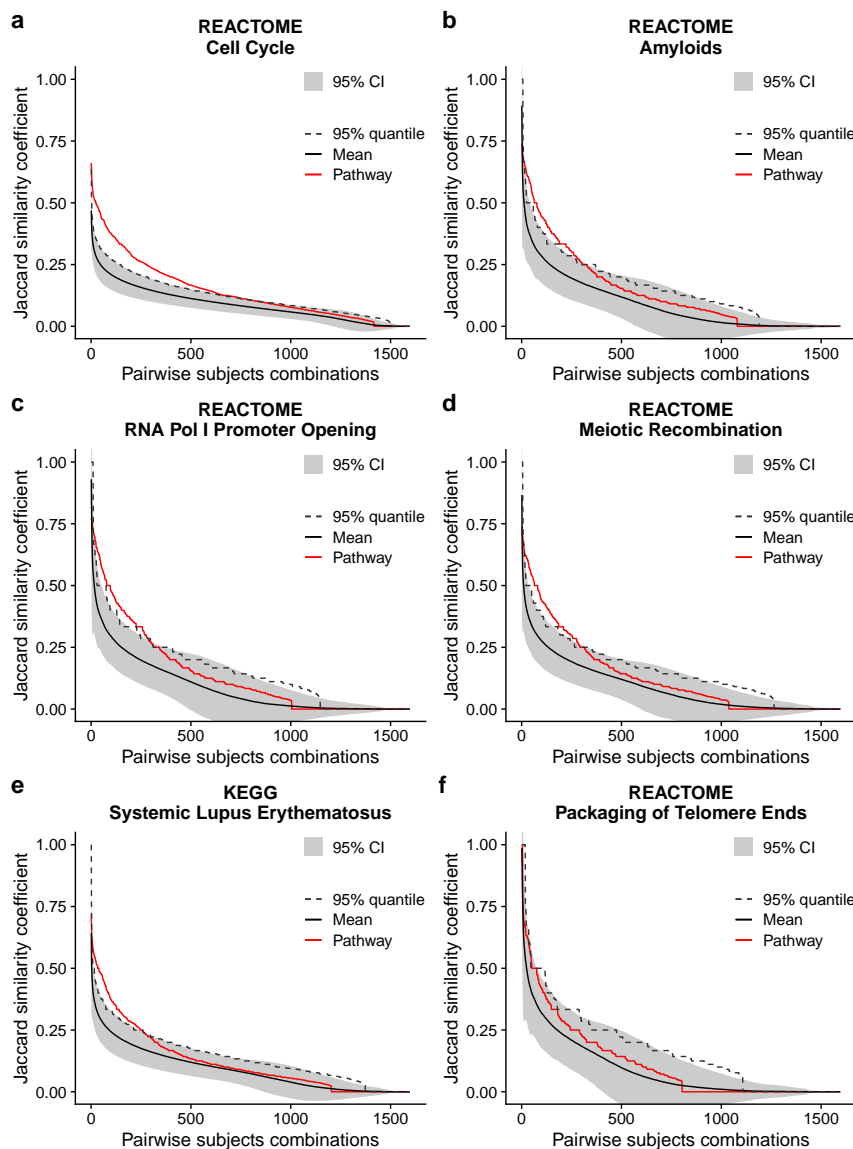 a
REACTOME
Cell Cycle
1.00
0.75
0.50
0.25
0.00
Jaccard similarity coefficient
95% CI
95% quantile
Mean
Pathway
0 500 1000 1500
Pairwise subjects combinations
b
REACTOME
Amyloids
1.00
0.75
0.50
0.25
0.00
Jaccard similarity coefficient
95% CI
95% quantile
Mean
Pathway
0 500 1000 1500
Pairwise subjects combinations
c
REACTOME
RNA Pol I Promoter Opening
1.00
0.75
0.50
0.25
0.00
Jaccard similarity coefficient
95% CI
95% quantile
Mean
Pathway
0 500 1000 1500
Pairwise subjects combinations
d
REACTOME
Meiotic Recombination
1.00
0.75
0.50
0.25
0.00
Jaccard similarity coefficient
95% CI
95% quantile
Mean
Pathway
0 500 1000 1500
Pairwise subjects combinations
e
KEGG
Systemic Lupus Erythematosus
1.00
0.75
0.50
0.25
0.00
Jaccard similarity coefficient
95% CI
95% quantile
Mean
Pathway
0 500 1000 1500
Pairwise subjects combinations
f
REACTOME
Packaging of Telomere Ends
1.00
0.75
0.50
0.25
0.00
Jaccard similarity coefficient
95% CI
95% quantile
Mean
Pathway
0 500 1000 1500
Pairwise subjects combinations